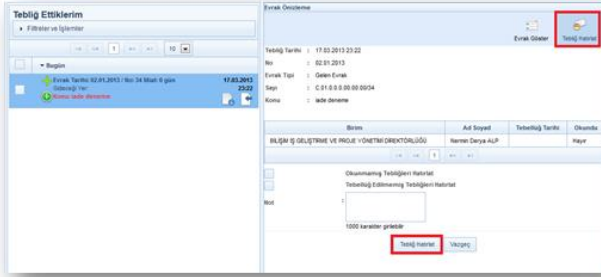 Tebliğ Ettiklerim
Filtreler ve İşlemler
1
10
Bugün
Evrak Tarihi: 02.01.2013 / No: 34 Miatı 6 gün
17.03.2013
Gideceği Yer:
23:22
Konu: iade deneme
Evrak Önizleme
Evrak Göster
Tebliğ Hatırlat
Tebliğ Tarihi : 17.03.2013 23:22
No : 02.01.2013
Evrak Tipi : Gelen Evrak
Sayı : C.01.0.0.0.00.00.00/34
Konu : iade deneme
Birim Ad Soyad Tebellüğ Tarihi Okundu
BİLİŞİM İŞ GELİŞTİRME VE PROJE YÖNETİMİ DİREKTÖRLÜĞÜ Nermin Derya ALP Hayır
1
Okunmamış Tebliğleri Hatırlat
Tebellüğ Edilmemiş Tebliğleri Hatırlat
Not :
1000 karakter girilebilir
Tebliğ Hatırlat Vazgeç